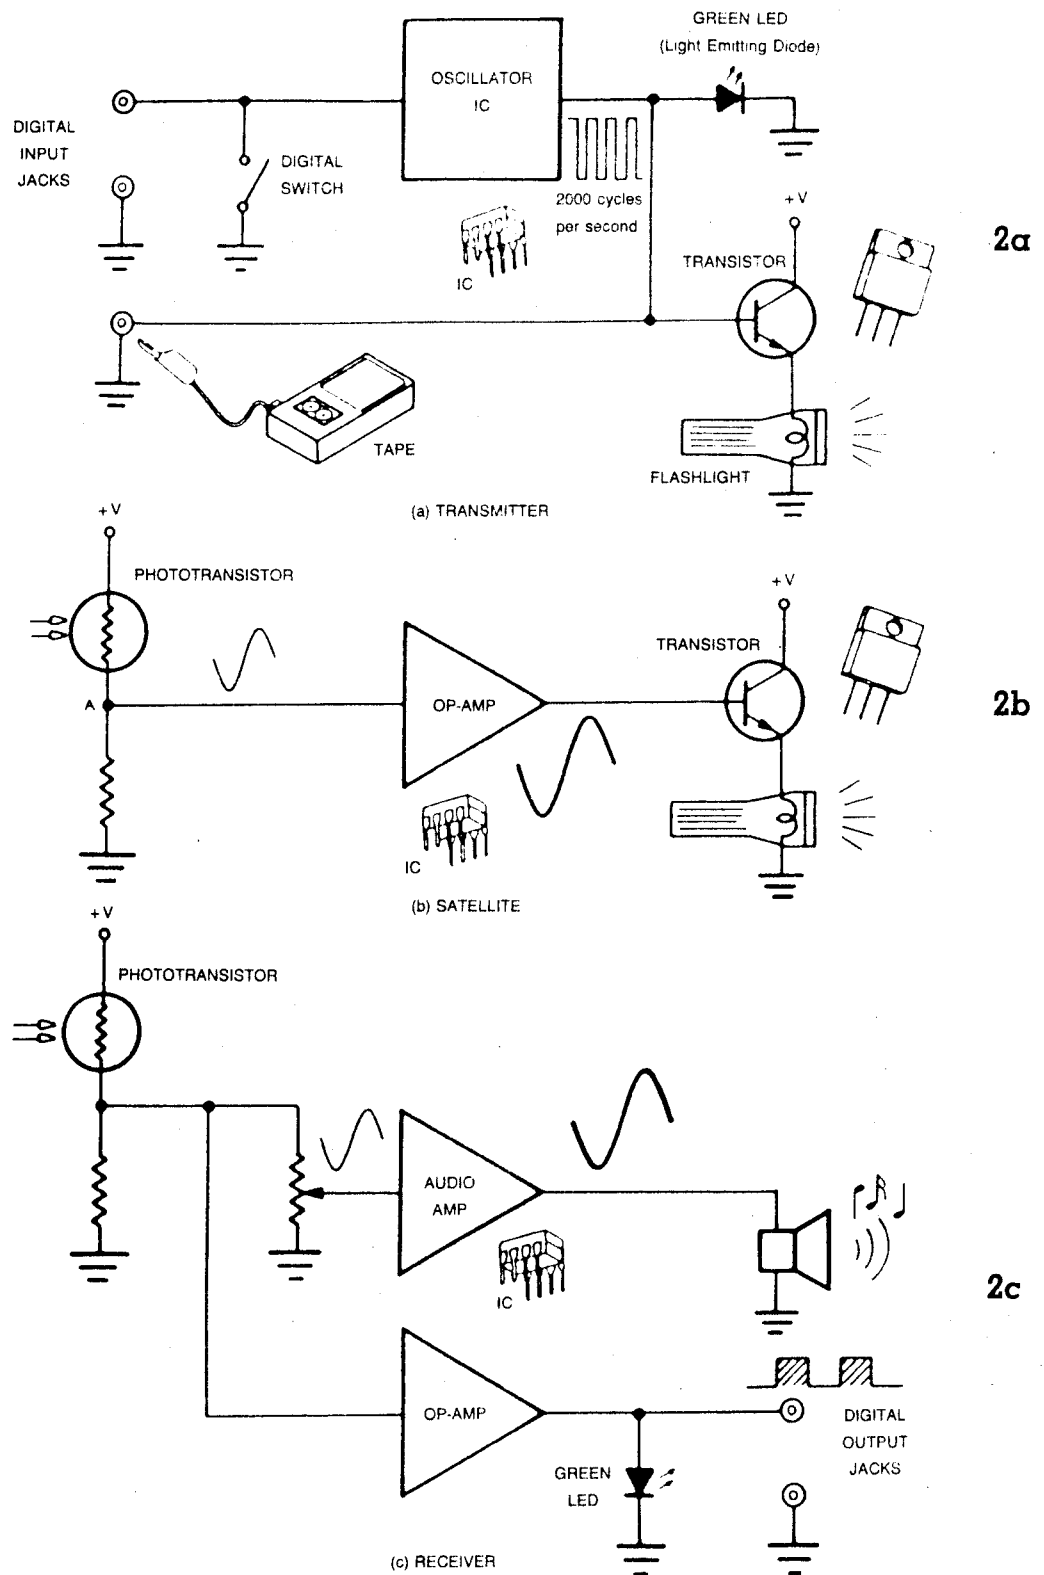 GREEN LED
(Light Emitting Diode)
OSCILLATOR
IC
DIGITAL
INPUT
JACKS
DIGITAL
SWITCH
2000 cycles
per second
+V
2a
TRANSISTOR
IC
TAPE
FLASHLIGHT
(a) TRANSMITTER
+V
PHOTOTRANSISTOR
+V
TRANSISTOR
A
OP-AMP
2b
IC
(b) SATELLITE
+V
PHOTOTRANSISTOR
AUDIO
AMP
IC
2c
OP-AMP
DIGITAL
OUTPUT
JACKS
GREEN
LED
(c) RECEIVER